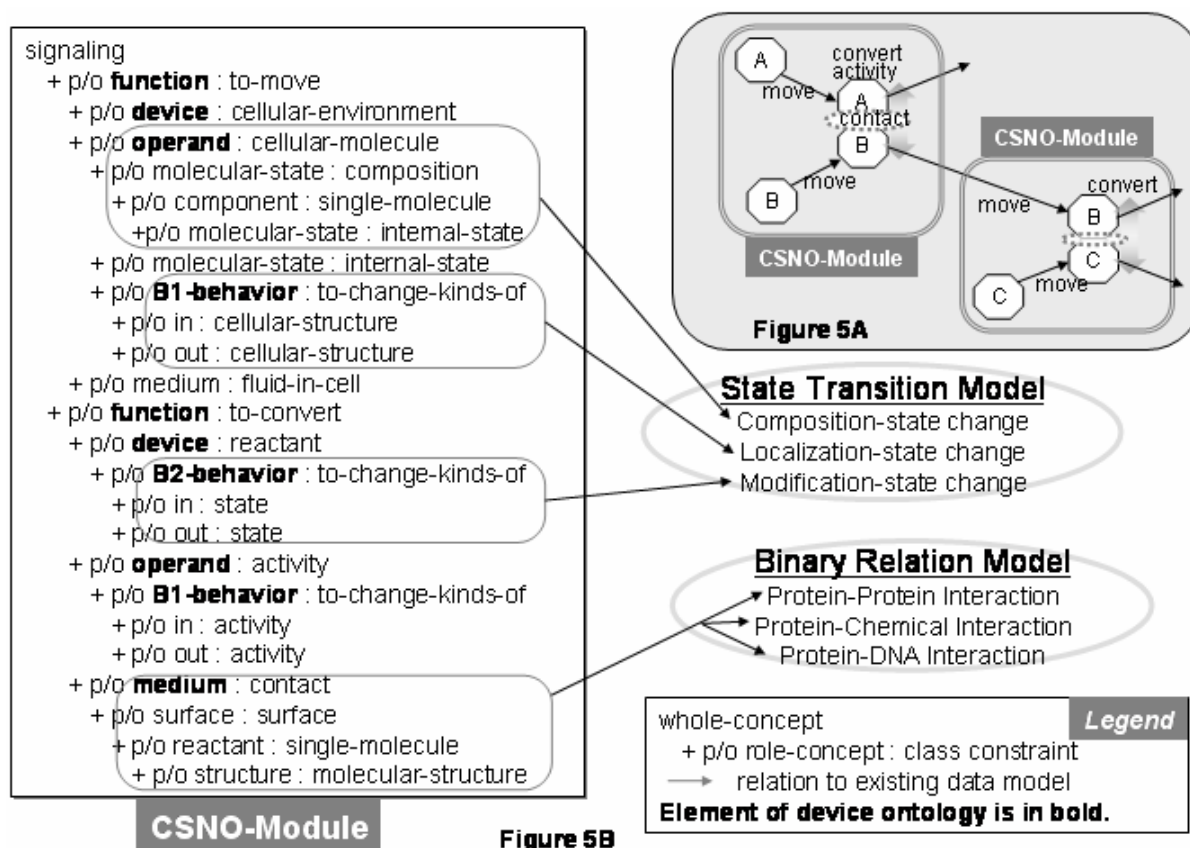 signaling
+ p/o function : to-move
+ p/o device : cellular-environment
+ p/o operand : cellular-molecule
+ p/o molecular-state : composition
+ p/o component : single-molecule
+p/o molecular-state : internal-state
+ p/o molecular-state : internal-state
+ p/o B1-behavior : to-change-kinds-of
+ p/o in : cellular-structure
+ p/o out : cellular-structure
+ p/o medium : fluid-in-cell
+ p/o function : to-convert
+ p/o device : reactant
+ p/o B2-behavior : to-change-kinds-of
+ p/o in : state
+ p/o out : state
+ p/o operand : activity
+ p/o B1-behavior : to-change-kinds-of
+ p/o in : activity
+ p/o out : activity
+ p/o medium : contact
+ p/o surface : surface
+ p/o reactant : single-molecule
+ p/o structure : molecular-structure
CSNO-Module
Figure 5B
A
move
convert
activity
A
contact
B
move
B
CSNO-Module
move
CSNO-Module
convert
B
C
move
C
Figure 5A
State Transition Model
Composition-state change
Localization-state change
Modification-state change
Binary Relation Model
Protein-Protein Interaction
Protein-Chemical Interaction
Protein-DNA Interaction
whole-concept
Legend
+ p/o role-concept : class constraint
relation to existing data model
Element of device ontology is in bold.